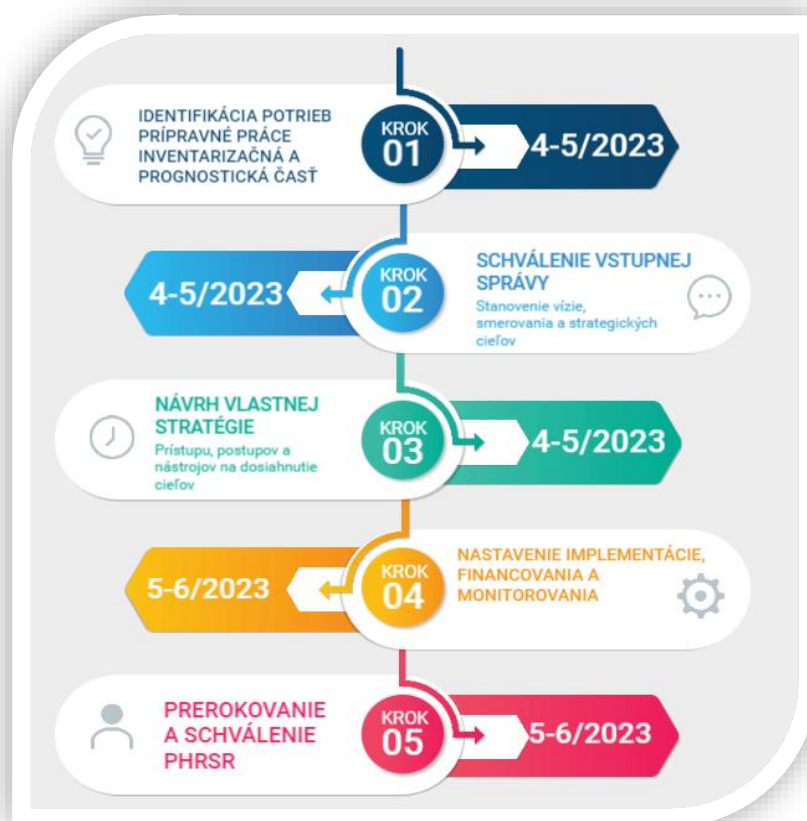 IDENTIFIKÁCIA POTRIEB
PRÍPRAVNÉ PRÁCE
INVENTARIZAČNÁ A
PROGNOSTICKÁ ČASŤ
KROK
01
4-5/2023
4-5/2023
KROK
02
SCHVÁLENIE VSTUPNEJ
SPRÁVY
Stanovenie vízie,
smerovania a strategických
cieľov
NÁVRH VLASTNEJ
STRATÉGIE
Prístupu, postupov a
nástrojov na dosiahnutie
cieľov
KROK
03
4-5/2023
5-6/2023
KROK
04
NASTAVENIE IMPLEMENTÁCIE,
FINANCOVANIA A
MONITOROVANIA
PREROKOVANIE
A SCHVÁLENIE
PHRSR
KROK
05
5-6/2023